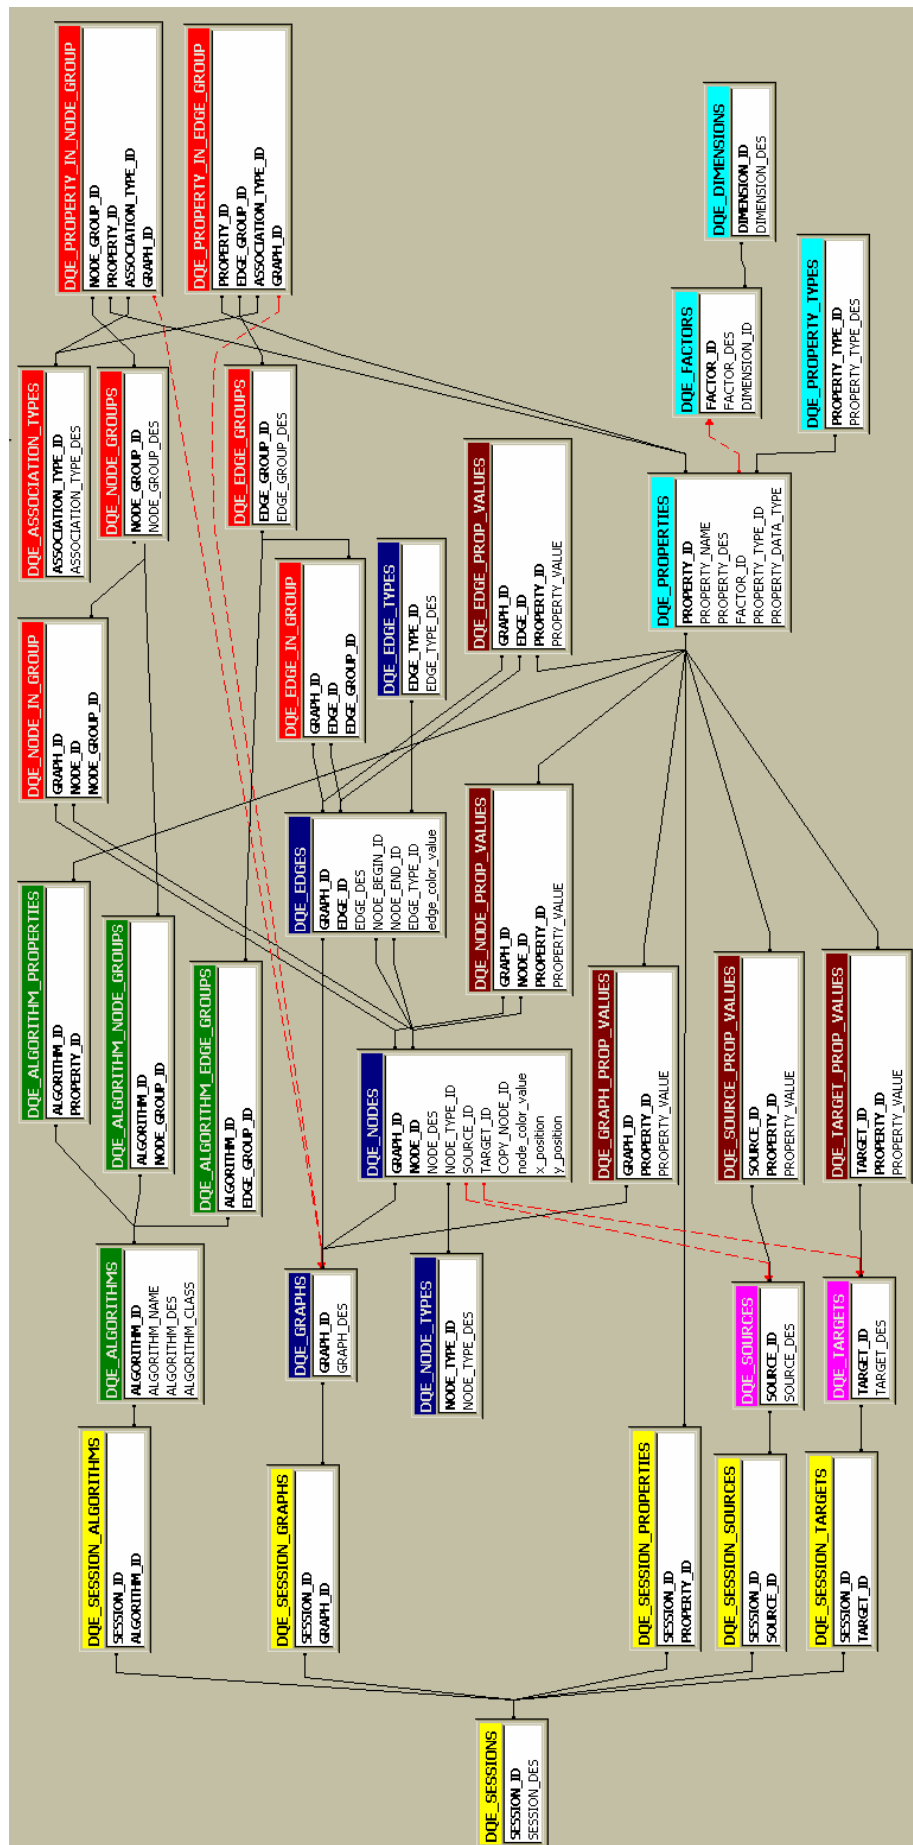 DQE_SESSIONS
SESSION_ID
SESSION_DES
DQE_SESSION_ALGORITHMS
SESSION_ID
ALGORITHM_ID
DQE_SESSION_GRAPHS
SESSION_ID
GRAPH_ID
DQE_SESSION_PROPERTIES
SESSION_ID
PROPERTY_ID
DQE_SESSION_SOURCES
SESSION_ID
SOURCE_ID
DQE_SESSION_TARGETS
SESSION_ID
TARGET_ID
DQE_ALGORITHMS
ALGORITHM_ID
ALGORITHM_NAME
ALGORITHM_DES
ALGORITHM_CLASS
DQE_GRAPHS
GRAPH_ID
GRAPH_DES
DQE_NODE_TYPES
NODE_TYPE_ID
NODE_TYPE_DES
DQE_SOURCES
SOURCE_ID
SOURCE_DES
DQE_TARGETS
TARGET_ID
TARGET_DES
DQE_ALGORITHM_PROPERTIES
ALGORITHM_ID
PROPERTY_ID
DQE_ALGORITHM_NODE_GROUPS
ALGORITHM_ID
NODE_GROUP_ID
DQE_ALGORITHM_EDGE_GROUPS
ALGORITHM_ID
EDGE_GROUP_ID
DQE_NODES
GRAPH_ID
NODE_ID
NODE_DES
NODE_TYPE_ID
SOURCE_ID
TARGET_ID
COPY_NODE_ID
node_color_value
x_position
y_position
DQE_GRAPH_PROP_VALUES
GRAPH_ID
PROPERTY_ID
PROPERTY_VALUE
DQE_SOURCE_PROP_VALUES
SOURCE_ID
PROPERTY_ID
PROPERTY_VALUE
DQE_TARGET_PROP_VALUES
TARGET_ID
PROPERTY_ID
PROPERTY_VALUE
DQE_EDGES
GRAPH_ID
EDGE_ID
EDGE_DES
NODE_BEGIN_ID
NODE_END_ID
EDGE_TYPE_ID
edge_color_value
DQE_NODE_PROP_VALUES
GRAPH_ID
NODE_ID
PROPERTY_ID
PROPERTY_VALUE
DQE_NODE_IN_GROUP
GRAPH_ID
NODE_ID
NODE_GROUP_ID
DQE_EDGE_IN_GROUP
GRAPH_ID
EDGE_ID
EDGE_GROUP_ID
DQE_EDGE_TYPES
EDGE_TYPE_ID
EDGE_TYPE_DES
DQE_EDGE_PROP_VALUES
GRAPH_ID
EDGE_ID
PROPERTY_ID
PROPERTY_VALUE
DQE_PROPERTIES
PROPERTY_ID
PROPERTY_NAME
PROPERTY_DES
FACTOR_ID
PROPERTY_TYPE_ID
PROPERTY_DATA_TYPE
DQE_ASSOCIATION_TYPES
ASSOCIATION_TYPE_ID
ASSOCIATION_TYPE_DES
DQE_NODE_GROUPS
NODE_GROUP_ID
NODE_GROUP_DES
DQE_EDGE_GROUPS
EDGE_GROUP_ID
EDGE_GROUP_DES
DQE_FACTORS
FACTOR_ID
FACTOR_DES
DIMENSION_ID
DQE_PROPERTY_TYPES
PROPERTY_TYPE_ID
PROPERTY_TYPE_DES
DQE_PROPERTY_IN_NODE_GROUP
NODE_GROUP_ID
PROPERTY_ID
ASSOCIATION_TYPE_ID
GRAPH_ID
DQE_PROPERTY_IN_EDGE_GROUP
PROPERTY_ID
EDGE_GROUP_ID
ASSOCIATION_TYPE_ID
GRAPH_ID
DQE_DIMENSIONS
DIMENSION_ID
DIMENSION_DES